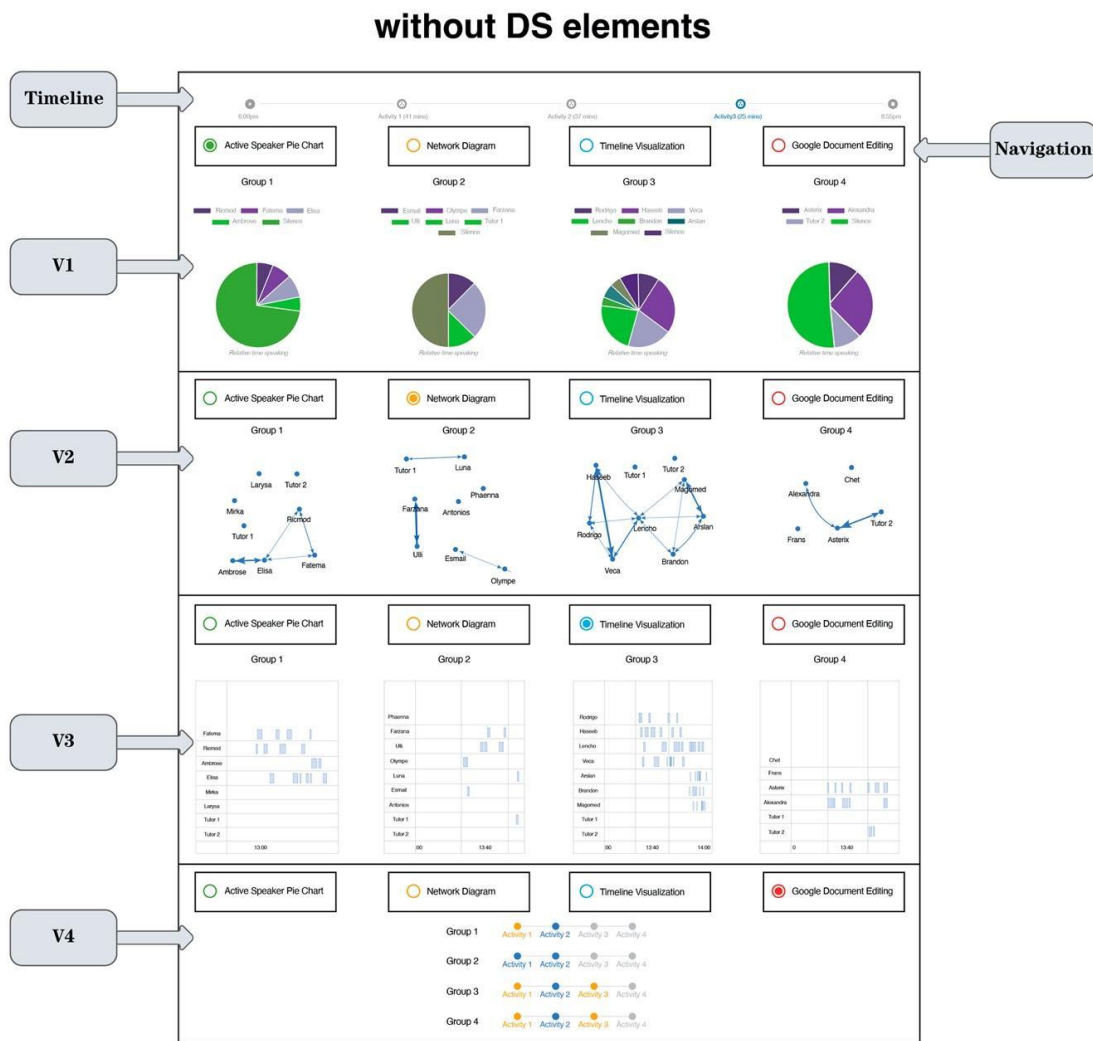 without DS elements
Timeline
6:00pm
Activity 1 (41 mins)
Activity 2 (37 mins)
Activity3 (25 mins)
8:55pm
Active Speaker Pie Chart
Network Diagram
Timeline Visualization
Google Document Editing
Navigation
Group 1
Group 2
Group 3
Group 4
Ricmod Fatema Elisa
Ambrose Silence
Esmail Olympe Farzana
Ulli Luna Tutor 1
Silence
Rodrigo Haseeb Veca
Lencho Brandon Arslan
Magomed Silence
Asterix Alexandra
Tutor 2 Silence
V1
Relative time speaking
Relative time speaking
Relative time speaking
Relative time speaking
Active Speaker Pie Chart
Network Diagram
Timeline Visualization
Google Document Editing
V2
Group 1
Group 2
Group 3
Group 4
Larysa
Tutor 2
Mirka
Ricmod
Tutor 1
Ambrose
Elisa
Fatema
Tutor 1
Luna
Phaenna
Farzana
Antonios
Ulli
Esmail
Olympe
Haseeb
Tutor 1
Tutor 2
Magomed
Rodrigo
Lencho
Arslan
Veca
Brandon
Chet
Alexandra
Frans
Asterix
Tutor 2
Active Speaker Pie Chart
Network Diagram
Timeline Visualization
Google Document Editing
Group 1
Group 2
Group 3
Group 4
V3
Fatema
Ricmod
Ambrose
Elisa
Mirka
Larysa
Tutor 1
Tutor 2
13:00
Phaenna
Farzana
Ulli
Olympe
Luna
Esmail
Antonios
Tutor 1
Tutor 2
:00 13:40
Rodrigo
Haseeb
Lencho
Veca
Arslan
Brandon
Magomed
Tutor 1
Tutor 2
:00 13:40 14:00
Chet
Frans
Asterix
Alexandra
Tutor 1
Tutor 2
0 13:40
Active Speaker Pie Chart
Network Diagram
Timeline Visualization
Google Document Editing
V4
Group 1
Activity 1 Activity 2 Activity 3 Activity 4
Group 2
Activity 1 Activity 2 Activity 3 Activity 4
Group 3
Activity 1 Activity 2 Activity 3 Activity 4
Group 4
Activity 1 Activity 2 Activity 3 Activity 4